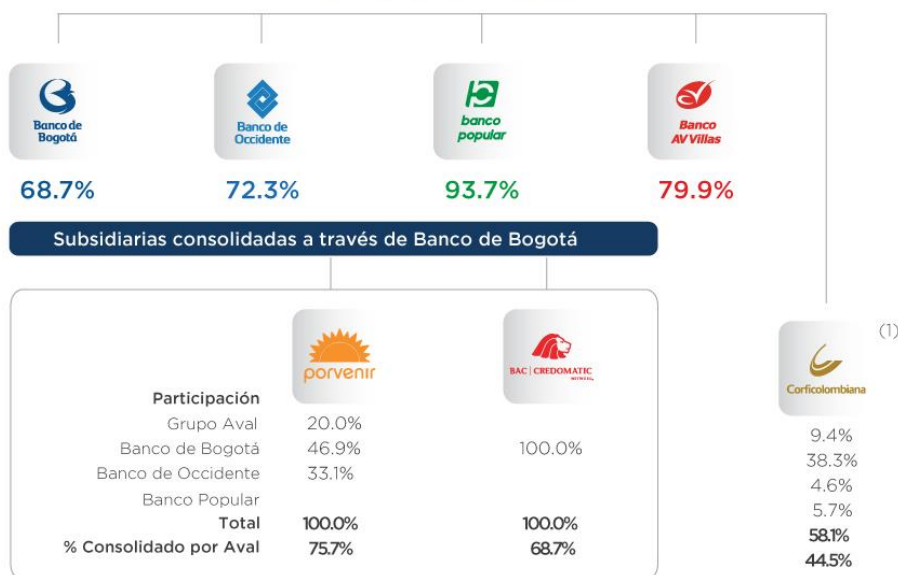 Banco de
Bogotá
Banco de
Occidente
banco
popular
Banco
AV Villas
68.7%
72.3%
93.7%
79.9%
Subsidiarias consolidadas a través de Banco de Bogotá
porvenir
BAC | CREDOMATIC
Corficolombiana
(1)
Participación
Grupo Aval 20.0% 9.4%
Banco de Bogotá 46.9% 100.0% 38.3%
Banco de Occidente 33.1% 4.6%
Banco Popular 5.7%
Total 100.0% 100.0% 58.1%
% Consolidado por Aval 75.7% 68.7% 44.5%